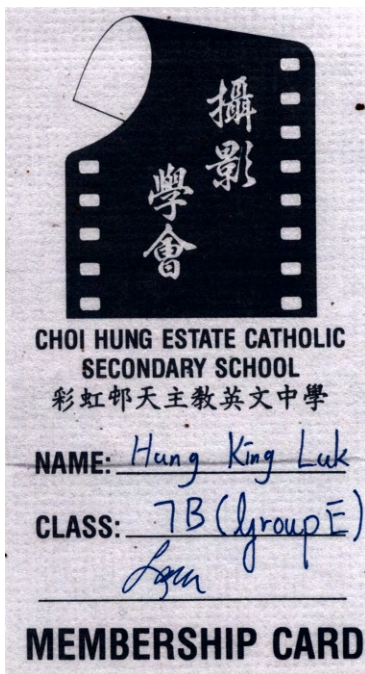 攝影
學會
CHOI HUNG ESTATE CATHOLIC
SECONDARY SCHOOL
彩虹邨天主教英文中學
NAME: Hung King Luk
CLASS: 7B (Group E)
MEMBERSHIP CARD